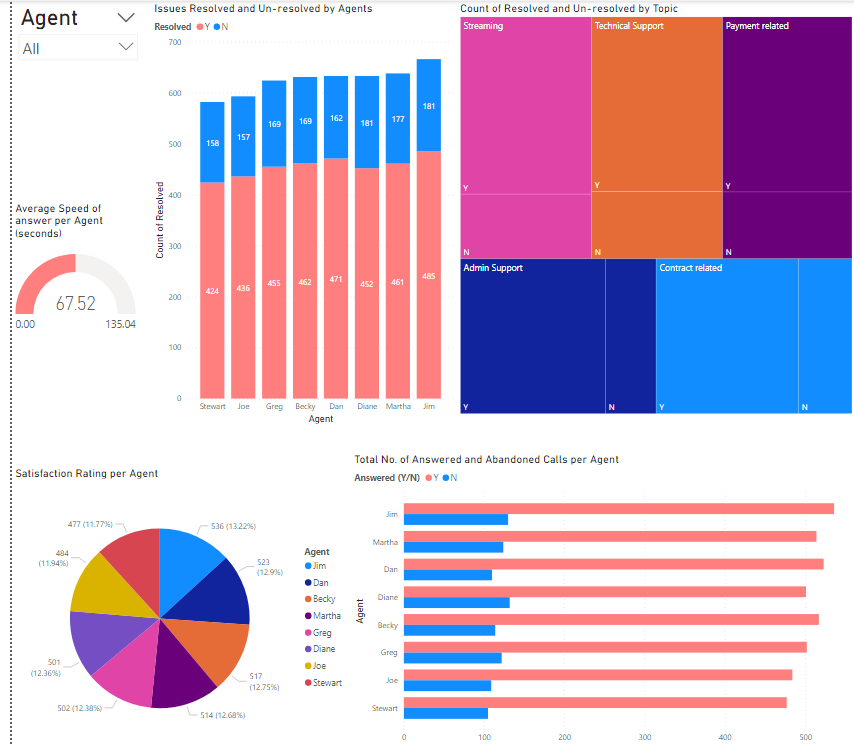 Agent
All
Average Speed of
answer per Agent
(seconds)
67.52
0.00
135.04
Issues Resolved and Un-resolved by Agents
Resolved Y N
Count of Resolved
700
600
500
400
300
200
100
0
158
157
169
169
162
181
177
181
424
436
455
462
471
452
461
485
Stewart
Joe
Greg
Becky
Dan
Diane
Martha
Jim
Agent
Count of Resolved and Un-resolved by Topic
Streaming
Technical Support
Payment related
Y
Y
Y
N
N
N
Admin Support
Contract related
Y
N
Y
N
Satisfaction Rating per Agent
477 (11.77%)
536 (13.22%)
484
(11.94%)
523
(12.9%)
501
(12.36%)
517
(12.75%)
502 (12.38%)
514 (12.68%)
Agent
Jim
Dan
Becky
Martha
Greg
Diane
Joe
Stewart
Total No. of Answered and Abandoned Calls per Agent
Answered (Y/N) Y N
Agent
Jim
Martha
Dan
Diane
Becky
Greg
Joe
Stewart
0
100
200
300
400
500